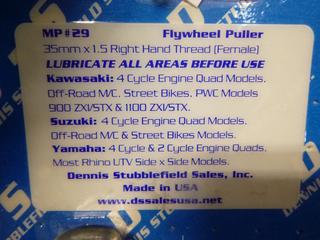 MP#29 Flywheel Puller
35mm x 1.5 Right Hand Thread (Female)
LUBRICATE ALL AREAS BEFORE USE
Kawasaki: 4 Cycle Engine Quad Models.
Off-Road M/C, Street Bikes, PWC Models
900 ZXI/STX & 1100 ZXI/STX.
Suzuki: 4 Cycle Engine Quad Models.
Off-Road M/C & Street Bikes Models.
Yamaha: 4 Cycle & 2 Cycle Engine Quads.
Most Rhino UTV Side x Side Models.
Dennis Stubblefield Sales, Inc.
Made in USA
www.dssalesusa.net